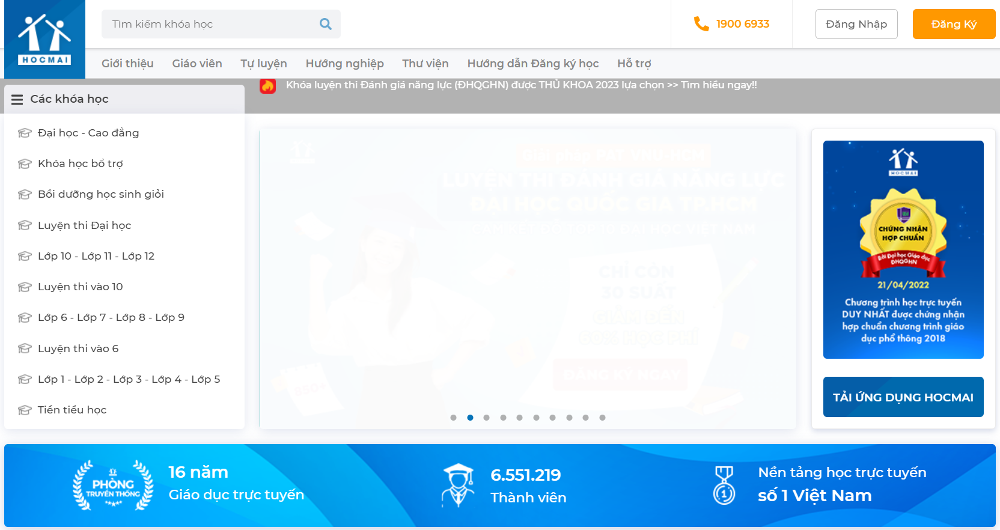 HOCMAI
Tìm kiếm khóa học
1900 6933
Đăng Nhập
Đăng Ký
Giới thiệu
Giáo viên
Tự luyện
Hướng nghiệp
Thư viện
Hướng dẫn Đăng ký học
Hỗ trợ
Khóa luyện thi Đánh giá năng lực (ĐHQGHN) được THỦ KHOA 2023 lựa chọn >> Tìm hiểu ngay!!
Các khóa học
Đại học - Cao đẳng
Khóa học bổ trợ
Bồi dưỡng học sinh giỏi
Luyện thi Đại học
Lớp 10 - Lớp 11 - Lớp 12
Luyện thi vào 10
Lớp 6 - Lớp 7 - Lớp 8 - Lớp 9
Luyện thi vào 6
Lớp 1 - Lớp 2 - Lớp 3 - Lớp 4 - Lớp 5
Tiền tiểu học
Giải pháp PAT VNU-HCM
LUYỆN THI ĐÁNH GIÁ NĂNG LỰC
ĐẠI HỌC QUỐC GIA TP.HCM
TOP 10 ĐẠI HỌC VIỆT NAM
CHỈ CÒN
30 SUẤT
GIẢM ĐẾN
60% HỌC PHÍ
ĐĂNG KÝ NGAY
850+
HOCMAI
CHỨNG NHẬN
HỢP CHUẨN
Bởi Đại học Giáo dục
ĐHQGHN
21/04/2022
Chương trình học trực tuyến
DUY NHẤT được chứng nhận
hợp chuẩn chương trình giáo
dục phổ thông 2018
TẢI ỨNG DỤNG HOCMAI
PHÒNG
TRUYỀN THỐNG
16 năm
Giáo dục trực tuyến
6.551.219
Thành viên
1
Nền tảng học trực tuyến
số 1 Việt Nam